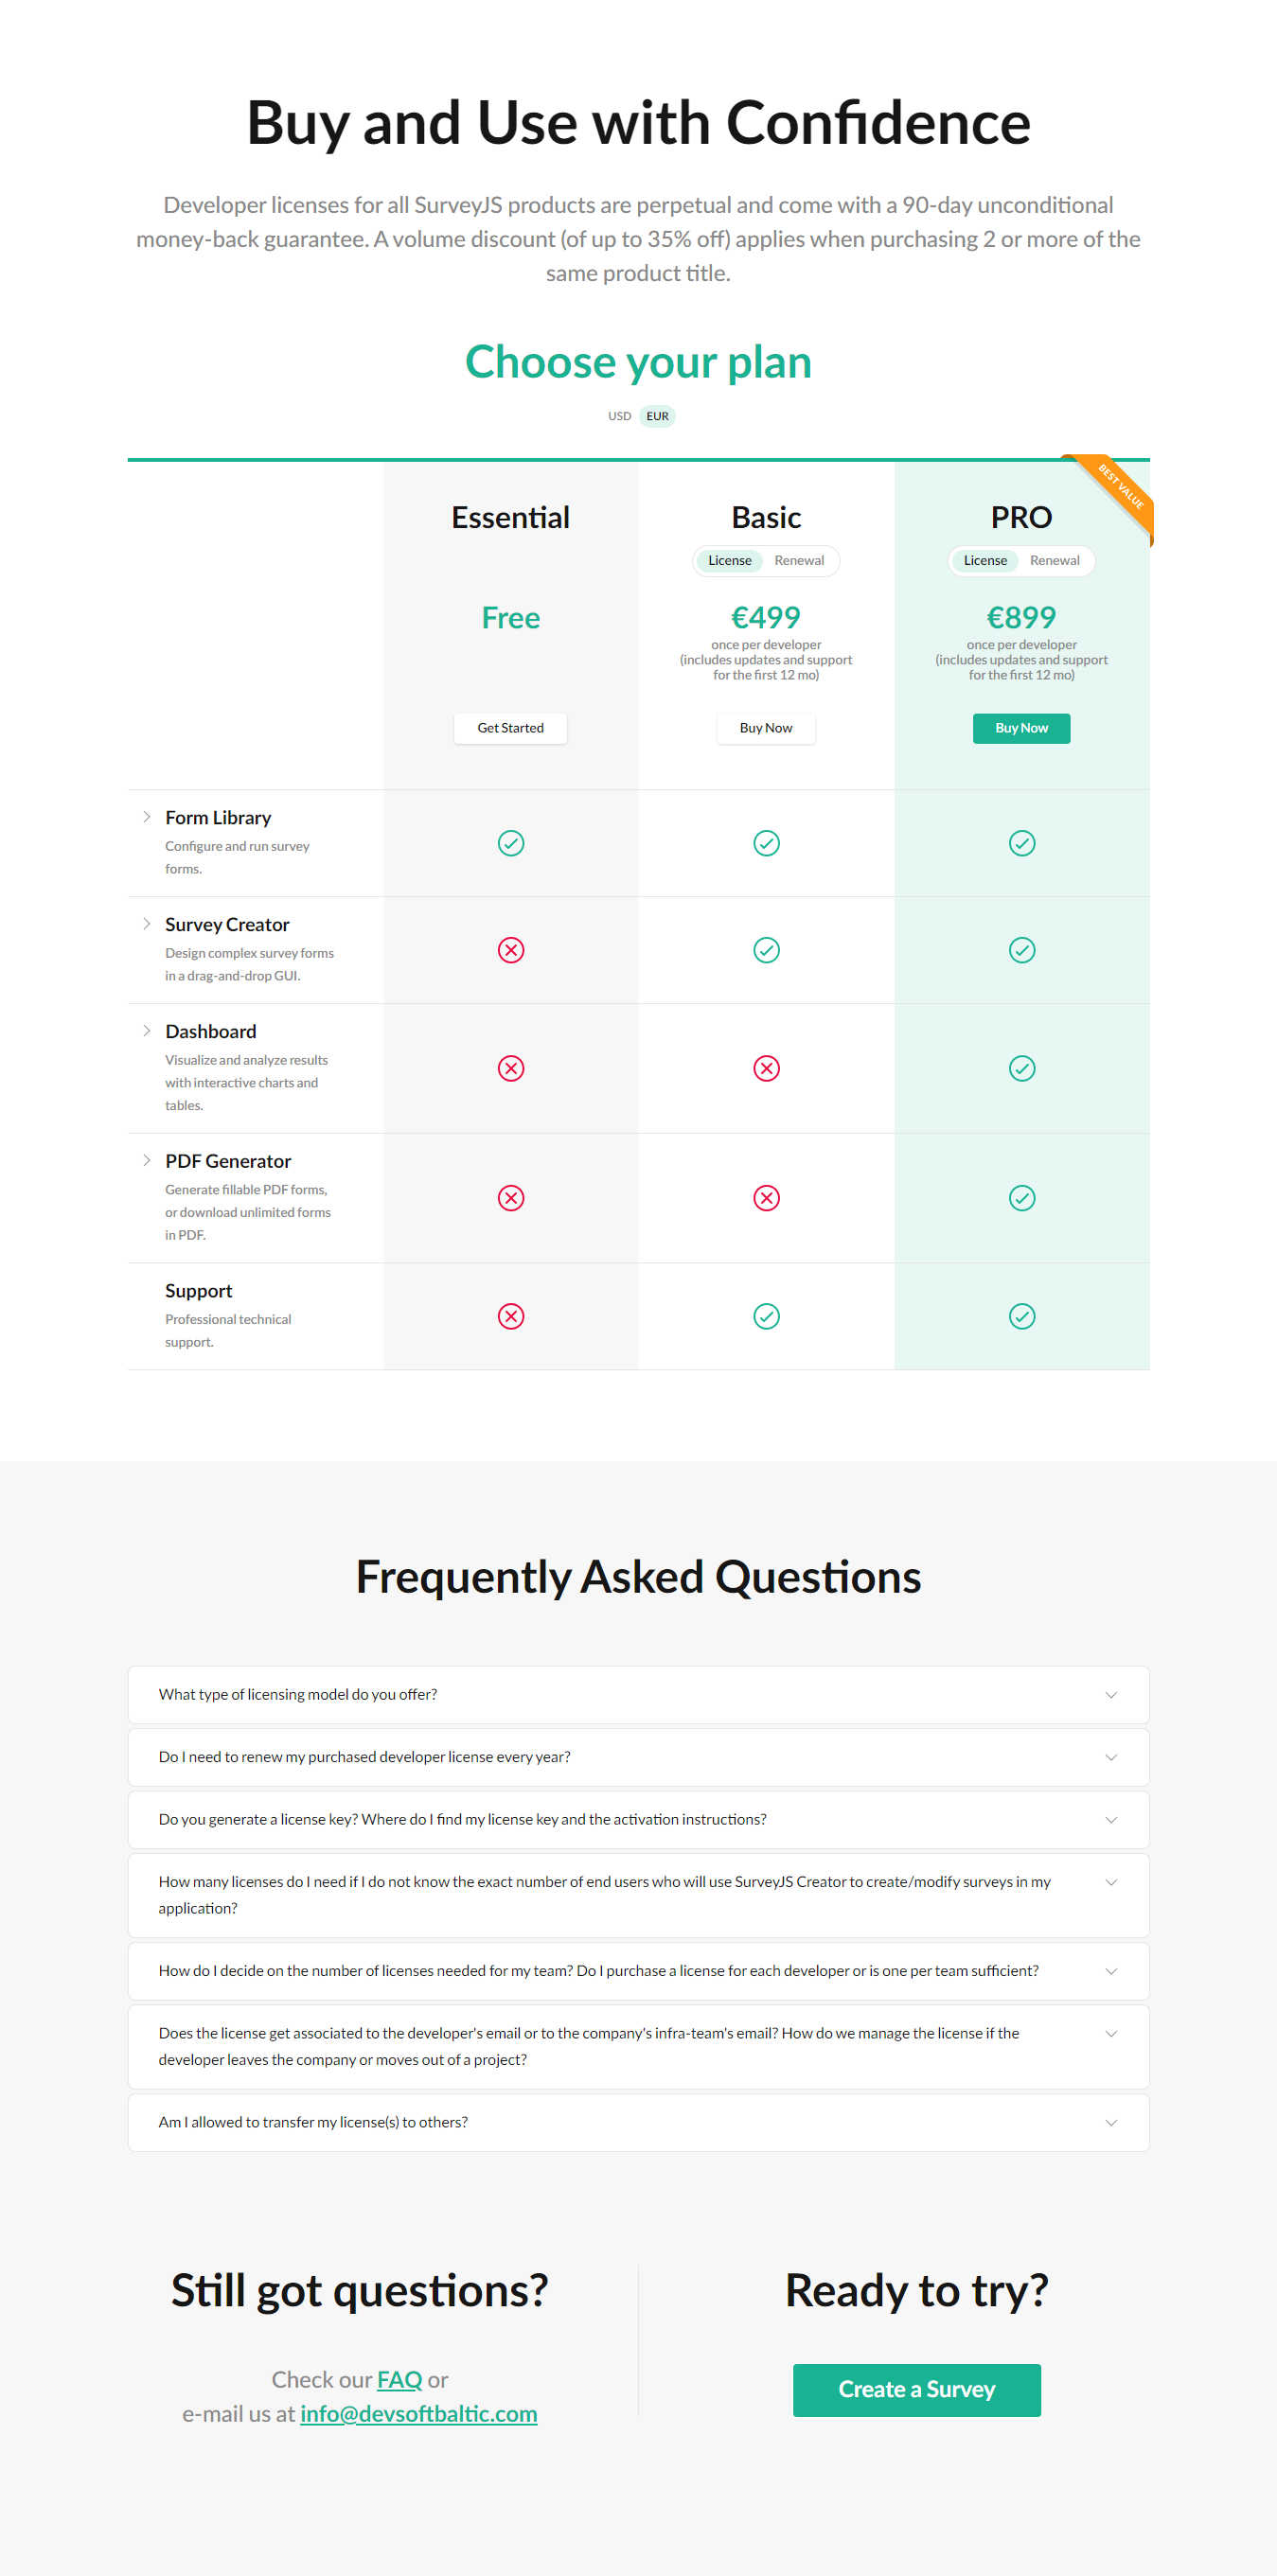 Buy and Use with Confidence
Developer licenses for all SurveyJS products are perpetual and come with a 90-day unconditional
money-back guarantee. A volume discount (of up to 35% off) applies when purchasing 2 or more of the
same product title.
Choose your plan
USD EUR
BEST VALUE
Essential
Free
Get Started
Basic
License Renewal
€499
once per developer
(includes updates and support
for the first 12 mo)
Buy Now
PRO
License Renewal
€899
once per developer
(includes updates and support
for the first 12 mo)
Buy Now
Form Library
Configure and run survey
forms.
Survey Creator
Design complex survey forms
in a drag-and-drop GUI.
Dashboard
Visualize and analyze results
with interactive charts and
tables.
PDF Generator
Generate fillable PDF forms,
or download unlimited forms
in PDF.
Support
Professional technical
support.
Frequently Asked Questions
What type of licensing model do you offer?
Do I need to renew my purchased developer license every year?
Do you generate a license key? Where do I find my license key and the activation instructions?
How many licenses do I need if I do not know the exact number of end users who will use SurveyJS Creator to create/modify surveys in my
application?
How do I decide on the number of licenses needed for my team? Do I purchase a license for each developer or is one per team sufficient?
Does the license get associated to the developer's email or to the company's infra-team's email? How do we manage the license if the
developer leaves the company or moves out of a project?
Am I allowed to transfer my license(s) to others?
Still got questions?
Check our FAQ or
e-mail us at info@devsoftbaltic.com
Ready to try?
Create a Survey